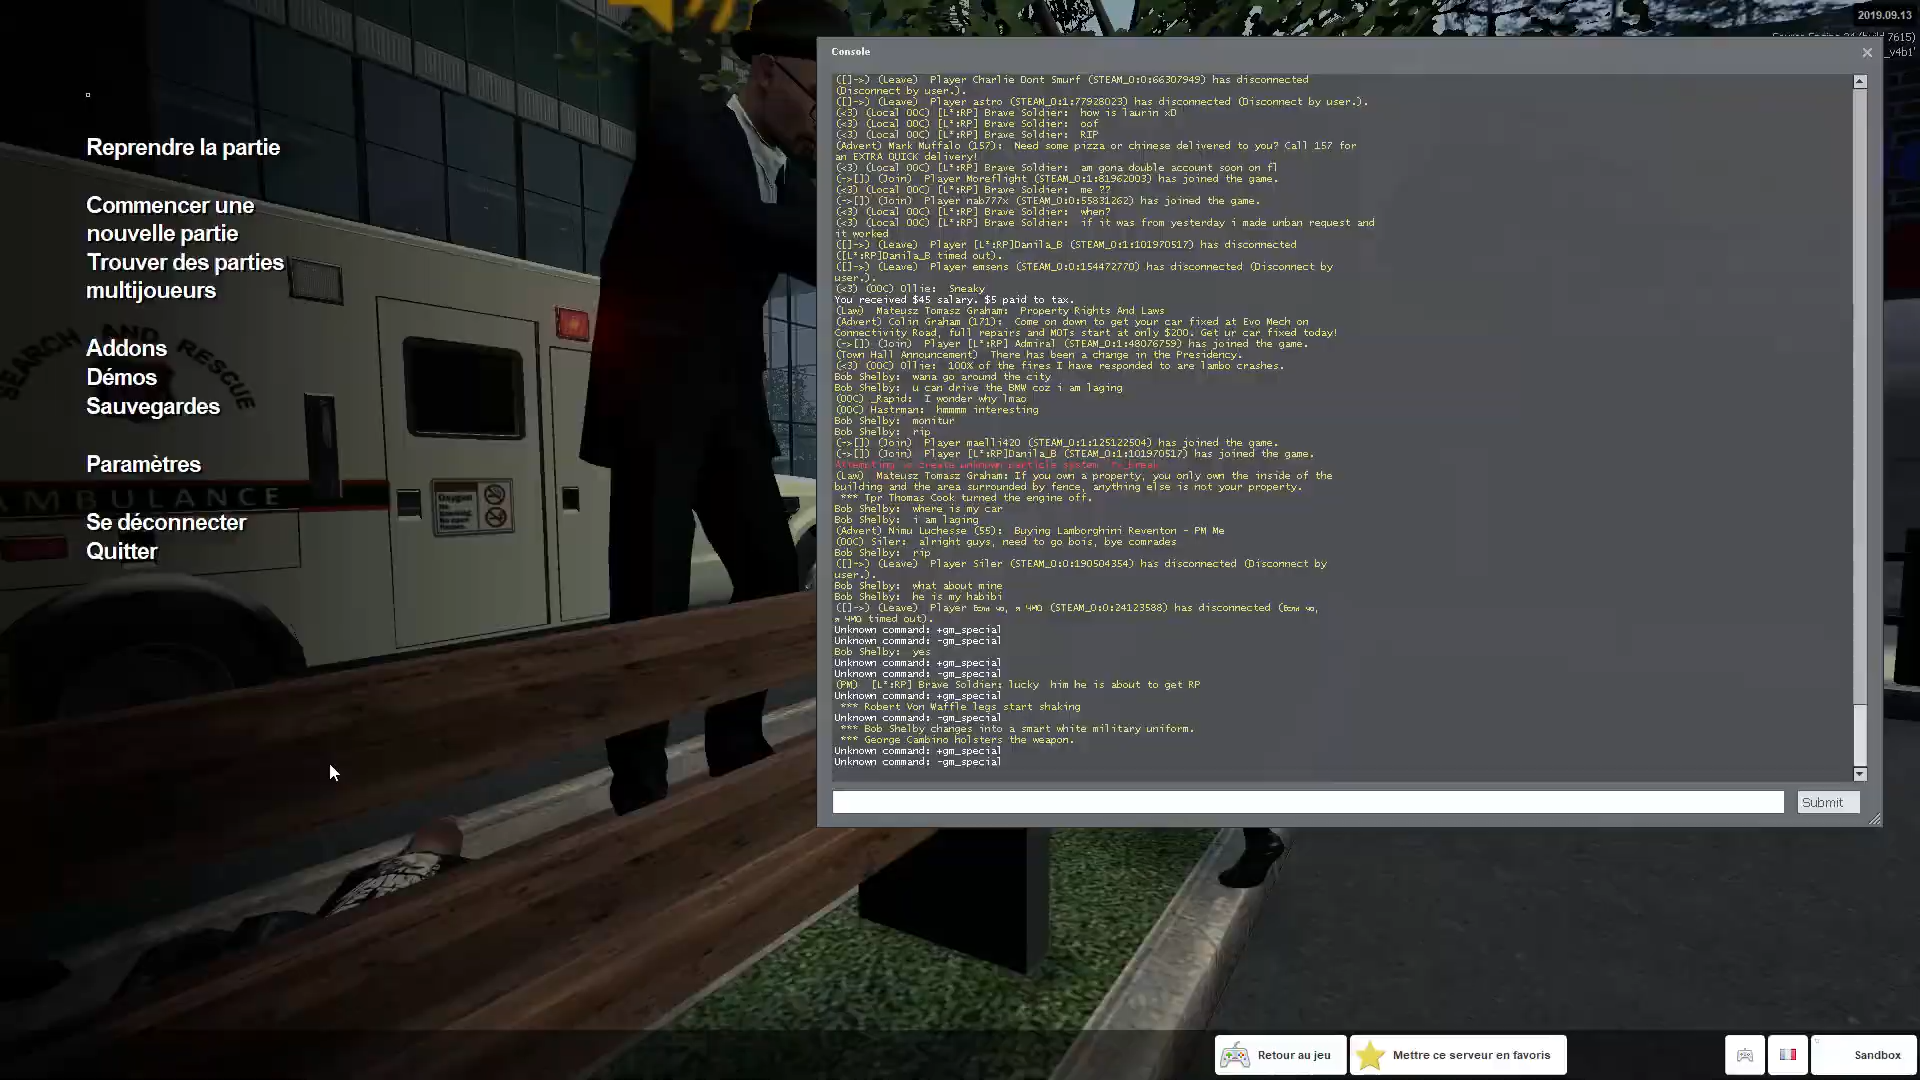 2019.09.13
Console
Reprendre la partie
Commencer une
nouvelle partie
Trouver des parties
multijoueurs
Addons
Démos
Sauvegardes
Paramètres
Se déconnecter
Quitter
SEARCH AND RESCUE
AMBULANCE
([]->) (Leave) Player Charlie Dont Smurf (STEAM_0:0:66307949) has disconnected
(Disconnect by user.).
([]->) (Leave) Player astro (STEAM_0:1:77928023) has disconnected (Disconnect by user.).
(<3) (Local OOC) [L*:RP] Brave Soldier: how is laurin xD
(<3) (Local OOC) [L*:RP] Brave Soldier: oof
(<3) (Local OOC) [L*:RP] Brave Soldier: RIP
(Advert) Mark Muffalo (157): Need some pizza or chinese delivered to you? Call 157 for
an EXTRA QUICK delivery!
(<3) (Local OOC) [L*:RP] Brave Soldier: am gona double account soon on fl
(->[]) (Join) Player Moreflight (STEAM_0:1:81962003) has joined the game.
(<3) (Local OOC) [L*:RP] Brave Soldier: me ??
(->[]) (Join) Player nab777x (STEAM_0:0:55831262) has joined the game.
(<3) (Local OOC) [L*:RP] Brave Soldier: when?
(<3) (Local OOC) [L*:RP] Brave Soldier: if it was from yesterday i made unban request and
it worked
([]->) (Leave) Player [L*:RP]Danila_B (STEAM_0:1:101970517) has disconnected
([L*:RP]Danila_B timed out).
([]->) (Leave) Player emsens (STEAM_0:0:154472770) has disconnected (Disconnect by
user.).
(<3) (OOC) Ollie: Sneaky
You received $45 salary. $5 paid to tax.
(Law) Mateusz Tomasz Graham: Property Rights And Laws
(Advert) Colin Graham (171): Come on down to get your car fixed at Evo Mech on
Connectivity Road, full repairs and MOTs start at only $200. Get ur car fixed today!
(->[]) (Join) Player [L*:RP] Admiral (STEAM_0:1:48076759) has joined the game.
(Town Hall Announcement) There has been a change in the Presidency.
(<3) (OOC) Ollie: 100% of the fires I have responded to are lambo crashes.
Bob Shelby: wana go around the city
Bob Shelby: u can drive the BMW coz i am laging
(OOC) _Rapid: I wonder why lmao
(OOC) Hastrman: hmmmm interesting
Bob Shelby: monitur
Bob Shelby: rip
(->[]) (Join) Player maelli420 (STEAM_0:1:125122504) has joined the game.
(->[]) (Join) Player [L*:RP]Danila_B (STEAM_0:1:101970517) has joined the game.
Attempting to create unknown particle system
(Law) Mateusz Tomasz Graham: If you own a property, you only own the inside of the
building and the area surrounded by fence, anything else is not your property.
*** Tpr Thomas Cook turned the engine off.
Bob Shelby: where is my car
Bob Shelby: i am laging
(Advert) Nimu Luchesse (55): Buying Lamborghini Reventon - PM Me
(OOC) Siler: alright guys, need to go bois, bye comrades
Bob Shelby: rip
([]->) (Leave) Player Siler (STEAM_0:0:190504354) has disconnected (Disconnect by
user.).
Bob Shelby: what about mine
Bob Shelby: he is my habibi
([]->) (Leave) Player (STEAM_0:0:24123588) has disconnected (
timed out).
Unknown command: +gm_special
Unknown command: -gm_special
Bob Shelby: yes
Unknown command: +gm_special
Unknown command: -gm_special
(PM) [L*:RP] Brave Soldier: lucky him he is about to get RP
Unknown command: +gm_special
*** Robert Von Waffle legs start shaking
Unknown command: -gm_special
*** Bob Shelby changes into a smart white military uniform.
*** George Cambino holsters the weapon.
Unknown command: +gm_special
Unknown command: -gm_special
Submit
Retour au jeu
Mettre ce serveur en favoris
Sandbox